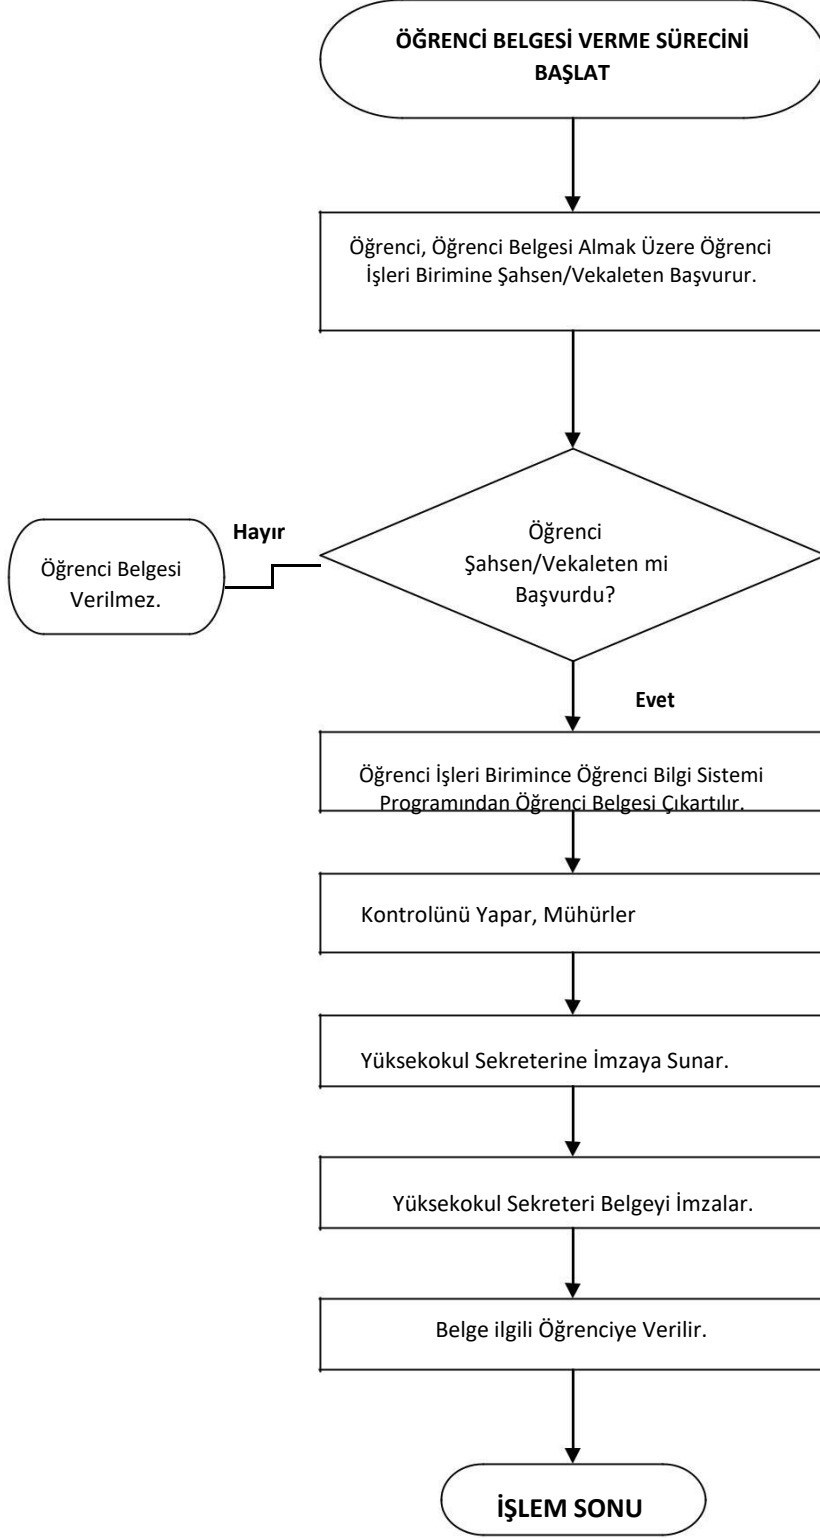 ÖĞRENCİ BELGESİ VERME SÜRECİNİ
BAŞLAT
Öğrenci, Öğrenci Belgesi Almak Üzere Öğrenci
İşleri Birimine Şahsen/Vekaleten Başvurur.
Hayır
Öğrenci Belgesi
Verilmez.
Öğrenci
Şahsen/Vekaleten mi
Başvurdu?
Evet
Öğrenci İşleri Birimince Öğrenci Bilgi Sistemi
Programından Öğrenci Belgesi Çıkartılır.
Kontrolünü Yapar, Mühürler
Yüksekokul Sekreterine İmzaya Sunar.
Yüksekokul Sekreteri Belgeyi İmzalar.
Belge ilgili Öğrenciye Verilir.
İŞLEM SONU